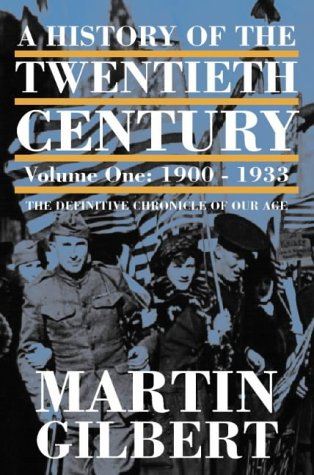 A HISTORY OF THE
TWENTIETH
CENTURY
Volume One: 1900 - 1933
THE DEFINITIVE CHRONICLE OF OUR AGE
MARTIN
GILBERT